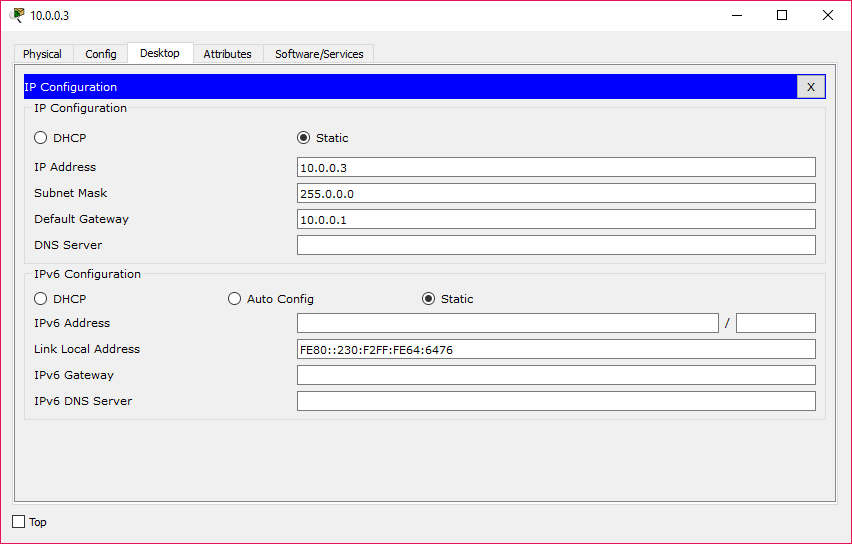 10.0.0.3
Physical Config Desktop Attributes Software/Services
IP Configuration X
IP Configuration
DHCP Static
IP Address 10.0.0.3
Subnet Mask 255.0.0.0
Default Gateway 10.0.0.1
DNS Server
IPv6 Configuration
DHCP Auto Config Static
IPv6 Address /
Link Local Address FE80::230:F2FF:FE64:6476
IPv6 Gateway
IPv6 DNS Server
Top